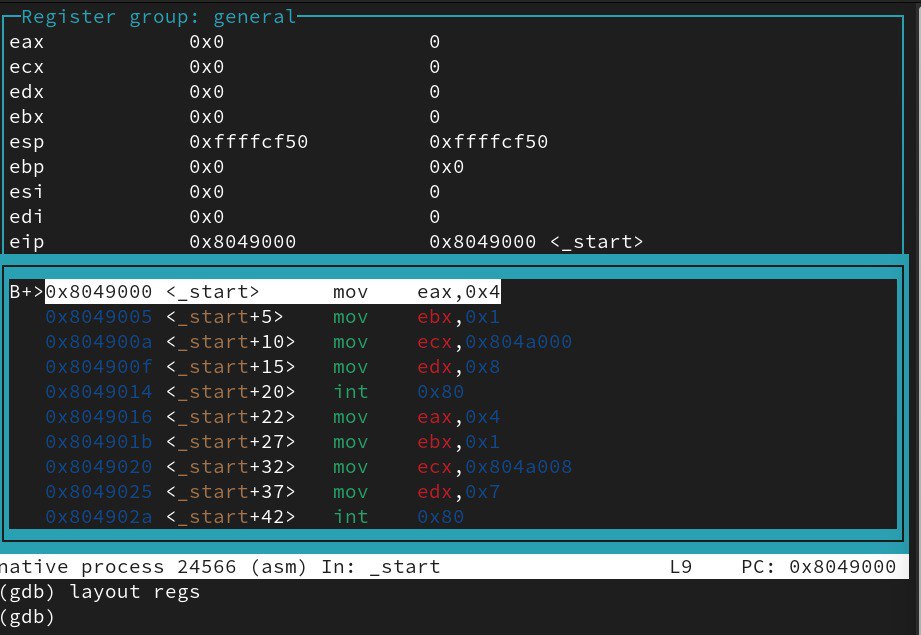 Register group: general
eax 0x0 0
ecx 0x0 0
edx 0x0 0
ebx 0x0 0
esp 0xffffcf50 0xffffcf50
ebp 0x0 0x0
esi 0x0 0
edi 0x0 0
eip 0x8049000 0x8049000 <_start>
B+>0x8049000 <_start> mov eax,0x4
0x8049005 <_start+5> mov ebx,0x1
0x804900a <_start+10> mov ecx,0x804a000
0x804900f <_start+15> mov edx,0x8
0x8049014 <_start+20> int 0x80
0x8049016 <_start+22> mov eax,0x4
0x804901b <_start+27> mov ebx,0x1
0x8049020 <_start+32> mov ecx,0x804a008
0x8049025 <_start+37> mov edx,0x7
0x804902a <_start+42> int 0x80
native process 24566 (asm) In: _start L9 PC: 0x8049000
(gdb) layout regs
(gdb)